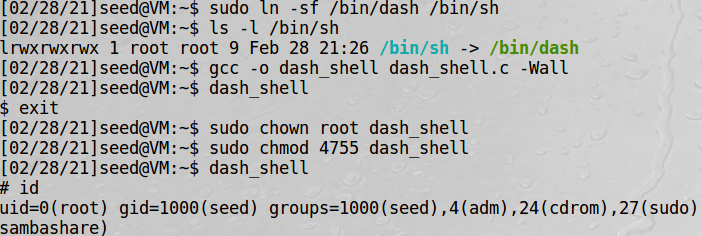 [02/28/21]seed@VM:~$ sudo ln -sf /bin/dash /bin/sh
[02/28/21]seed@VM:~$ ls -l /bin/sh
lrwxrwxrwx 1 root root 9 Feb 28 21:26 /bin/sh -> /bin/dash
[02/28/21]seed@VM:~$ gcc -o dash_shell dash_shell.c -Wall
[02/28/21]seed@VM:~$ dash_shell
$ exit
[02/28/21]seed@VM:~$ sudo chown root dash_shell
[02/28/21]seed@VM:~$ sudo chmod 4755 dash_shell
[02/28/21]seed@VM:~$ dash_shell
# id
uid=0(root) gid=1000(seed) groups=1000(seed),4(adm),24(cdrom),27(sudo)
sambashare)